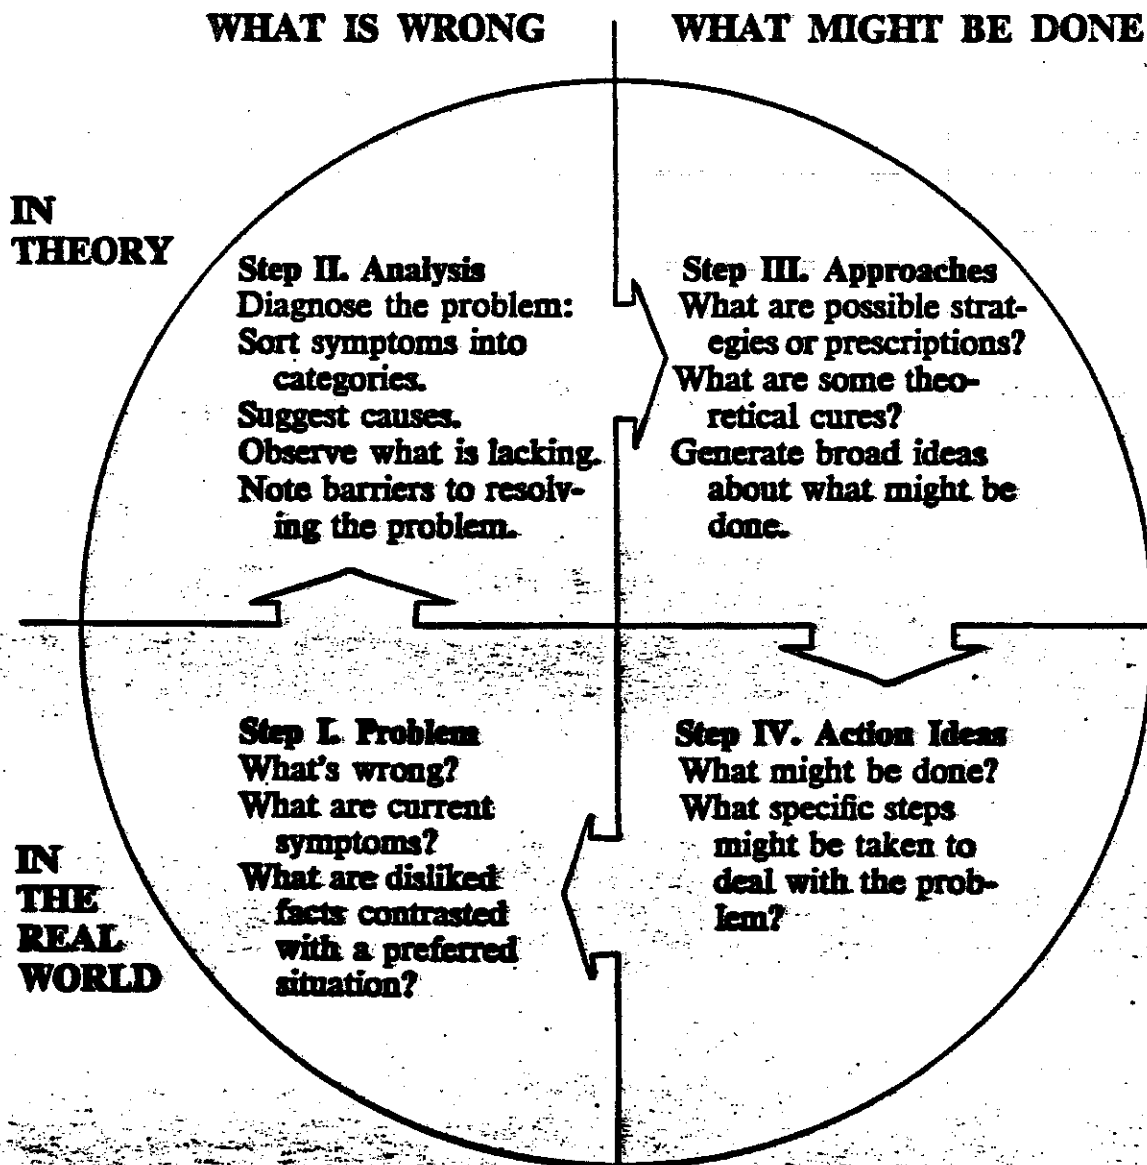 WHAT IS WRONG
WHAT MIGHT BE DONE
IN
THEORY
Step II. Analysis
Diagnose the problem:
Sort symptoms into
categories.
Suggest causes.
Observe what is lacking.
Note barriers to resolv-
ing the problem.
Step III. Approaches
What are possible strat-
egies or prescriptions?
What are some theo-
retical cures?
Generate broad ideas
about what might be
done.
IN
THE
REAL
WORLD
Step I. Problem
What's wrong?
What are current
symptoms?
What are disliked
facts contrasted
with a preferred
situation?
Step IV. Action Ideas
What might be done?
What specific steps
might be taken to
deal with the prob-
lem?